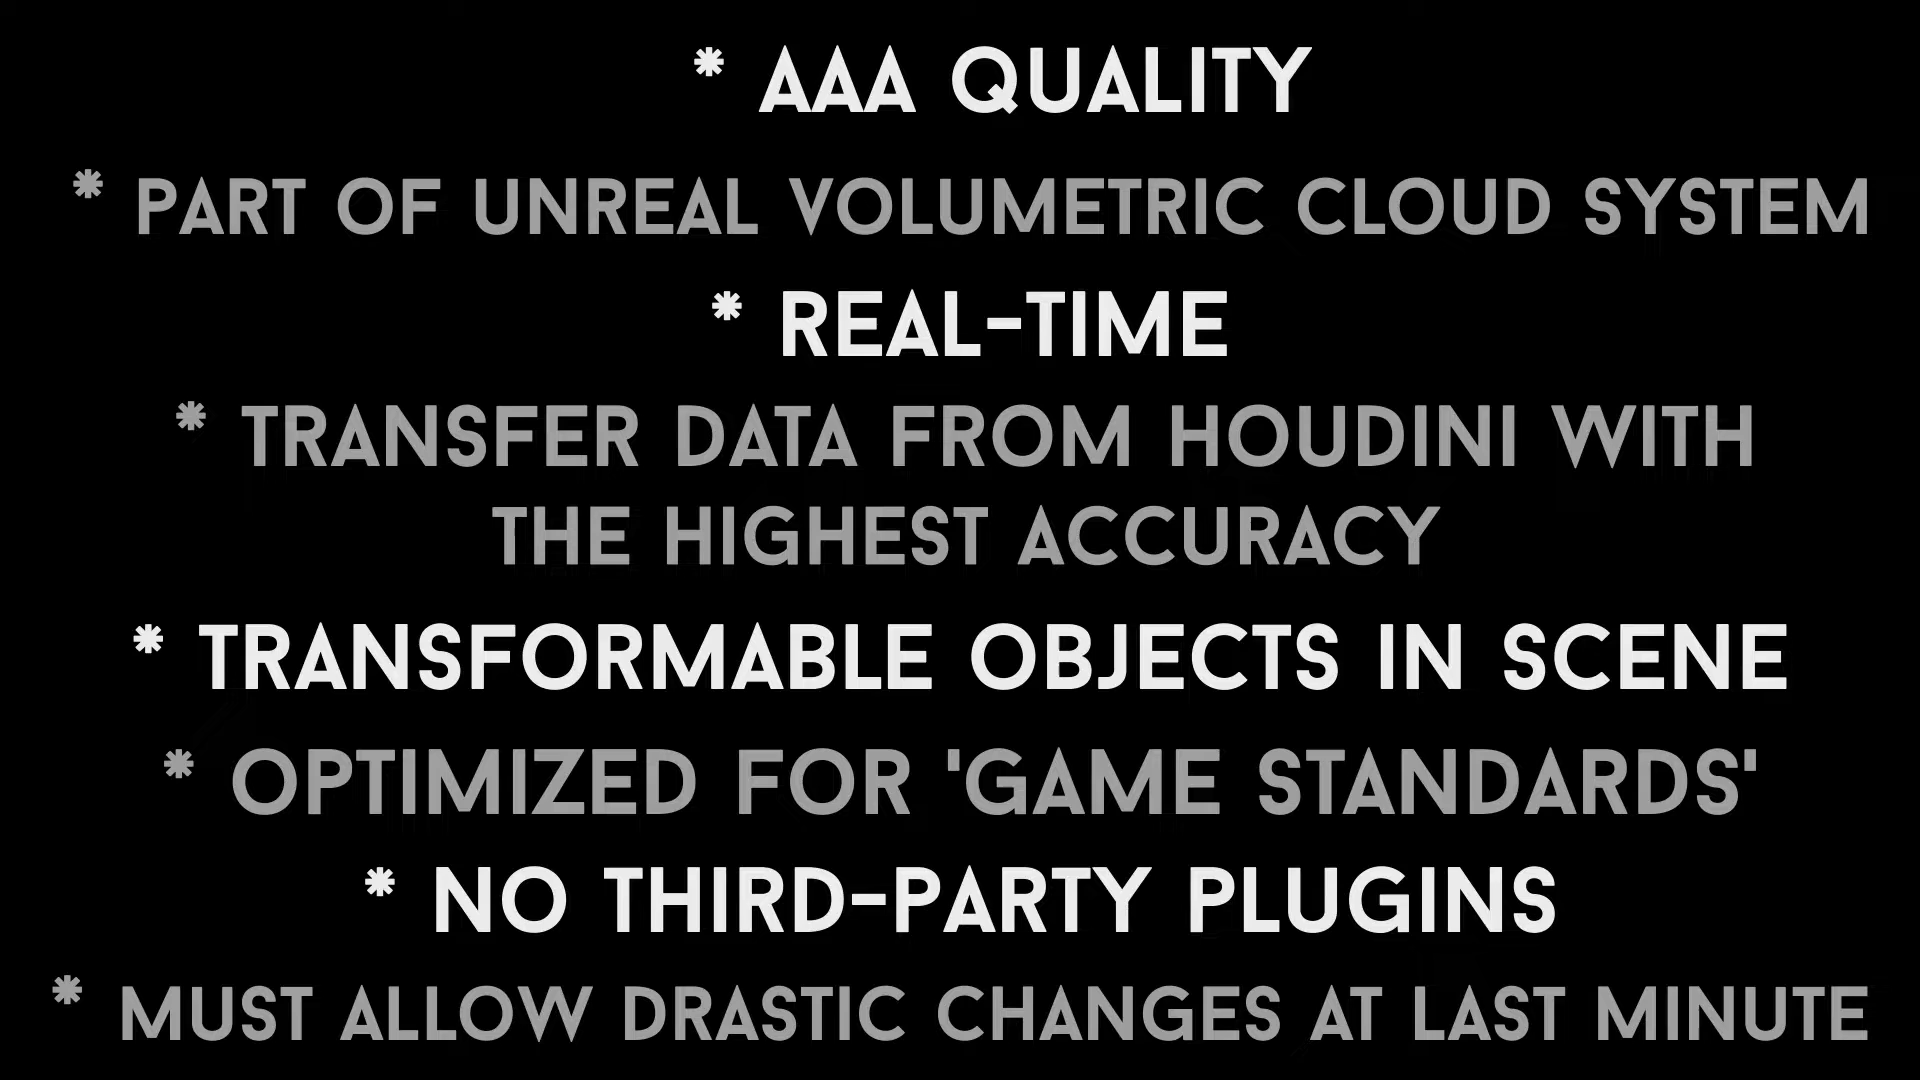 * AAA QUALITY
* PART OF UNREAL VOLUMETRIC CLOUD SYSTEM
* REAL-TIME
* TRANSFER DATA FROM HOUDINI WITH
THE HIGHEST ACCURACY
* TRANSFORMABLE OBJECTS IN SCENE
* OPTIMIZED FOR 'GAME STANDARDS'
* NO THIRD-PARTY PLUGINS
* MUST ALLOW DRASTIC CHANGES AT LAST MINUTE